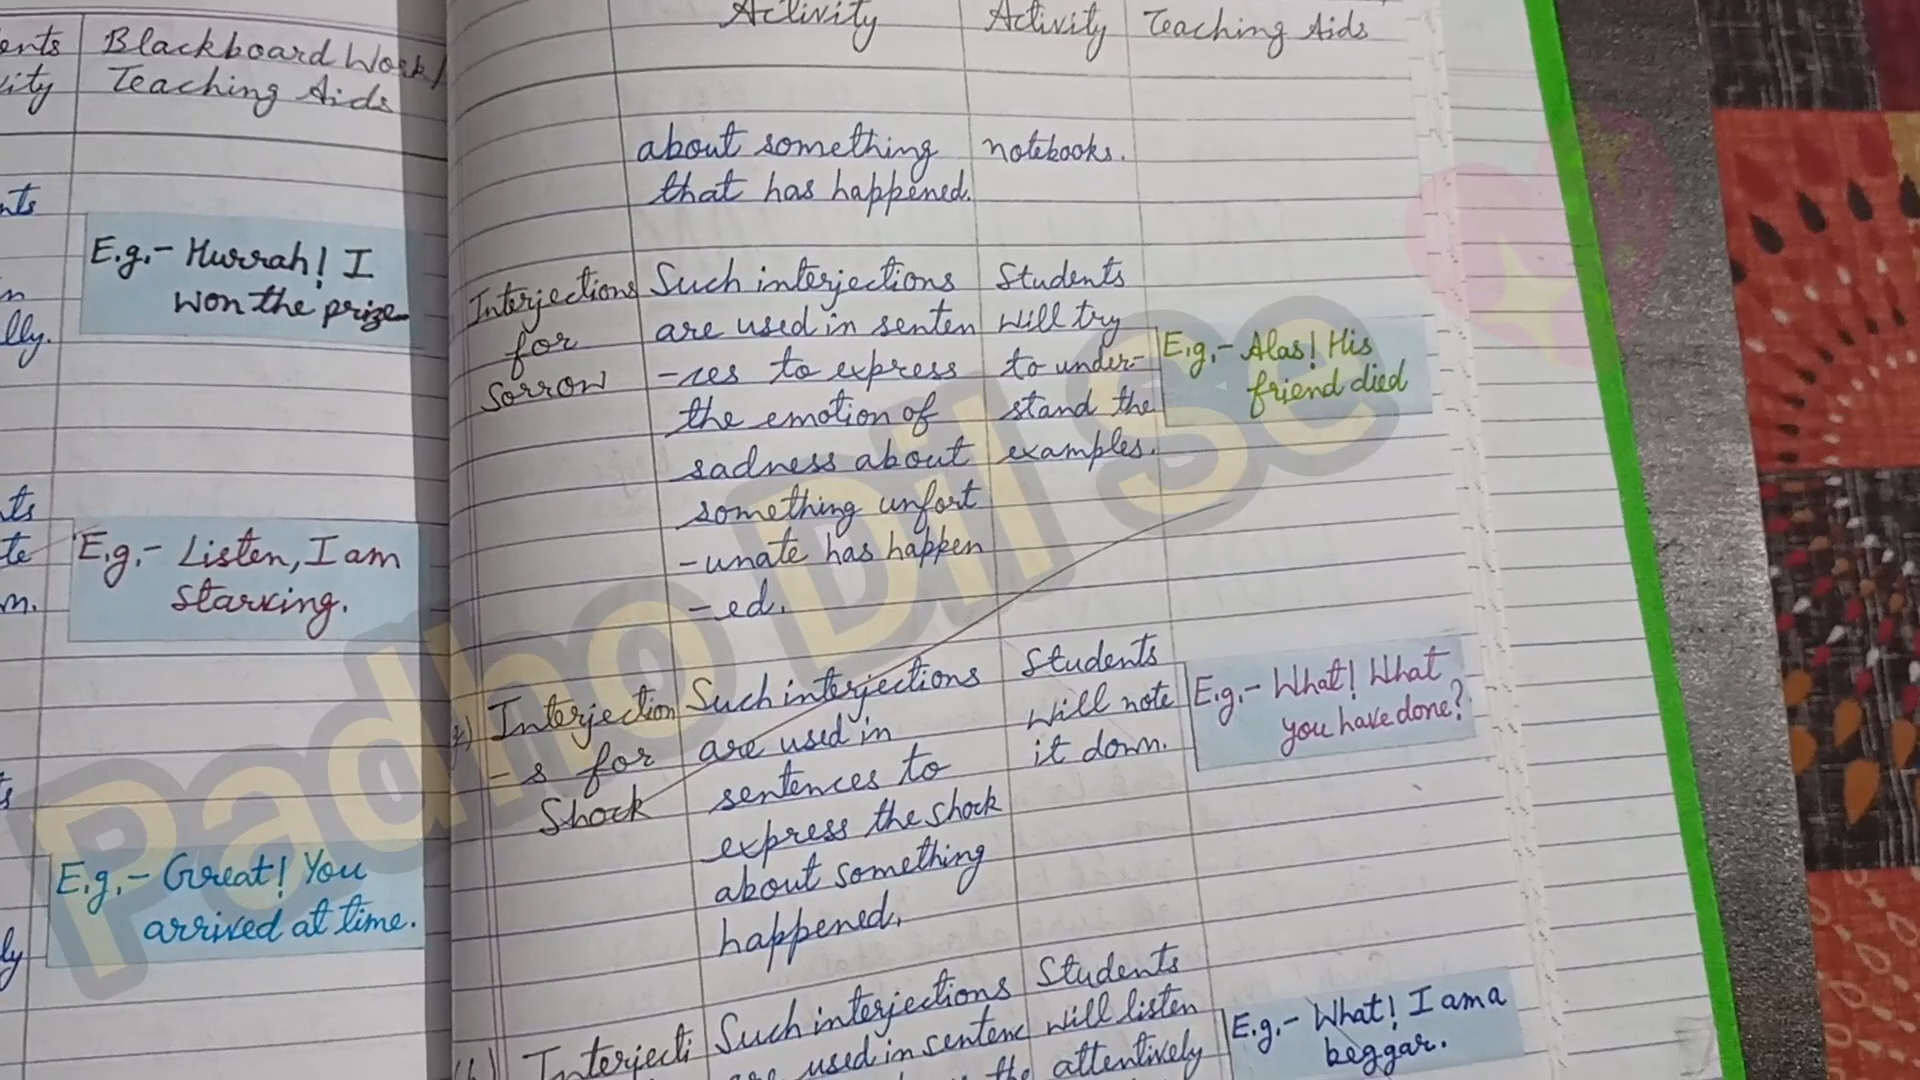 Blackboard Work/
Teaching Aids
E.g.- Hurrah! I
won the prize
E.g.- Listen, I am
starving.
E.g.- Great! You
arrived at time.
Activity
Activity
Teaching Aids
about something
that has happened.
notebooks.
Interjections
for
Sorrow
Such interjections
are used in senten
-ces to express
the emotion of
sadness about
something unfort
-unate has happen
-ed.
Students
will try
to under-
stand the
examples.
E.g.- Alas! His
friend died
Interjection
-s for
Shock
Such interjections
are used in
sentences to
express the shock
about something
happened.
Students
will note
it down.
E.g.- What! What
you have done?
Interjecti
Such interjections
are used in sentenc
the
Students
will listen
attentively
E.g.- What! I am a
beggar.
Padho Dil Se